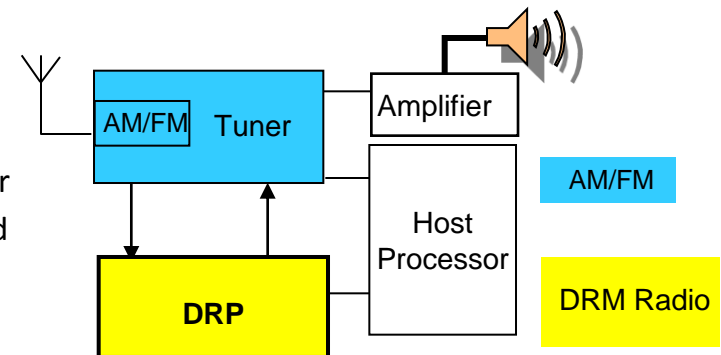 AM/FM
Tuner
Amplifier
r
d
Host
Processor
DRP
AM/FM
DRM Radio